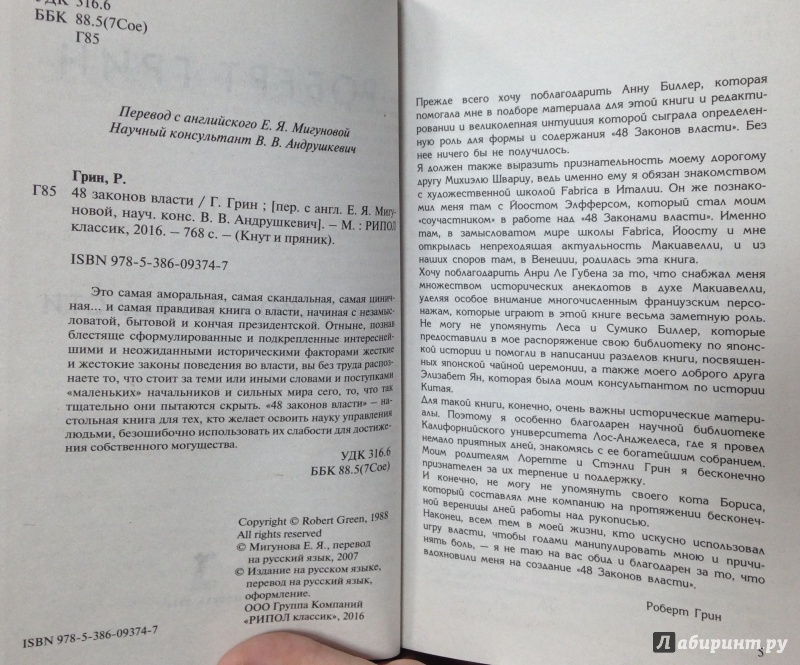 УДК 316.6
ББК 88.5(7Сое)
Г85
Перевод с английского Е. Я. Мигуновой
Научный консультант В. В. Андрушкевич
Грин, Р.
Г85
48 законов власти / Г. Грин ; [пер. с англ. Е. Я. Мигу-
новой, науч. конс. В. В. Андрушкевич]. – М. : РИПОЛ
классик, 2016. – 768 с. – (Кнут и пряник).
ISBN 978-5-386-09374-7
Это самая аморальная, самая скандальная, самая цинич-
ная... и самая правдивая книга о власти, начиная с незамыс-
ловатой, бытовой и кончая президентской. Отныне, познав
блестяще сформулированные и подкрепленные интересней-
шими и неожиданными историческими факторами жесткие
и жестокие законы поведения во власти, вы без труда распоз-
наете то, что стоит за теми или иными словами и поступками
«маленьких» начальников и сильных мира сего, то, что так
тщательно они пытаются скрыть. «48 законов власти» – на-
стольная книга для тех, кто желает освоить науку управления
людьми, безошибочно использовать их слабости для достиже-
ния собственного могущества.
УДК 316.6
ББК 88.5(7Сое)
Copyright © Robert Green, 1988
All rights reserved
© Мигунова Е. Я., перевод
на русский язык, 2007
© Издание на русском языке,
перевод на русский язык,
оформление.
ООО Группа Компаний
«РИПОЛ классик», 2016
ISBN 978-5-386-09374-7
Прежде всего хочу поблагодарить Анну Биллер, которая
помогала мне в подборе материала для этой книги и редакти-
ровании и великолепная интуиция которой сыграла определен-
ную роль для формы и содержания «48 Законов власти». Без
нее ничего бы не получилось.
Я должен также выразить признательность моему дорогому
другу Михиэлю Шварцу, ведь именно ему я обязан знакомством
с художественной школой Fabrica в Италии. Он же познако-
мил меня там с Йоостом Элфферсом, который стал моим
«соучастником» в работе над «48 Законами власти». Именно
там, в замысловатом мире школы Fabrica, Йоосту и мне
открылась непреходящая актуальность Макиавелли, и из
наших споров там, в Венеции, родилась эта книга.
Хочу поблагодарить Анри Ле Губена за то, что снабжал меня
множеством исторических анекдотов в духе Макиавелли,
уделяя особое внимание многочисленным французским персо-
нажам, которые играют в этой книге весьма заметную роль.
Не могу не упомянуть Леса и Сумико Биллер, которые
предоставили в мое распоряжение свою библиотеку по японс-
кой истории и помогли в написании разделов книги, посвящен-
ных японской чайной церемонии, а также моего доброго друга
Элизабет Ян, которая была моим консультантом по истории
Китая.
Для такой книги, конечно, очень важны исторические матери-
алы. Поэтому я особенно благодарен научной библиотеке
Калифорнийского университета Лос-Анджелеса, где я провел
немало приятных дней, знакомясь с ее богатейшим собранием.
Моим родителям Лоретте и Стэнли Грин я бесконечно
признателен за их терпение и поддержку.
И конечно, не могу не упомянуть своего кота Бориса,
который составлял мне компанию на протяжении бесконеч-
ной вереницы дней работы над рукописью.
Наконец, всем тем в моей жизни, кто искусно использовал
игру власти, чтобы годами манипулировать мною и причи-
нять боль, – я не таю на вас обид и благодарен за то, что
вдохновили меня на создание «48 Законов власти».
Роберт Грин
5
Лабиринт.ру